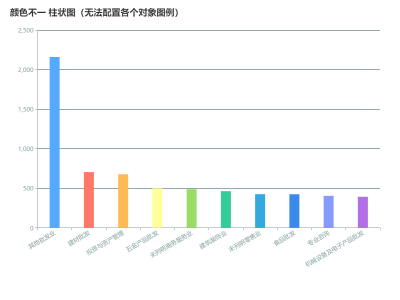 颜色不一 柱状图（无法配置各个对象图例）
2,500
2,000
1,500
1,000
500
0
其他批发业
建材批发
投资与资产管理
五金产品批发
未列明商务服务业
建筑装饰业
未列明零售业
食品批发
专业咨询
机械设备及电子产品批发